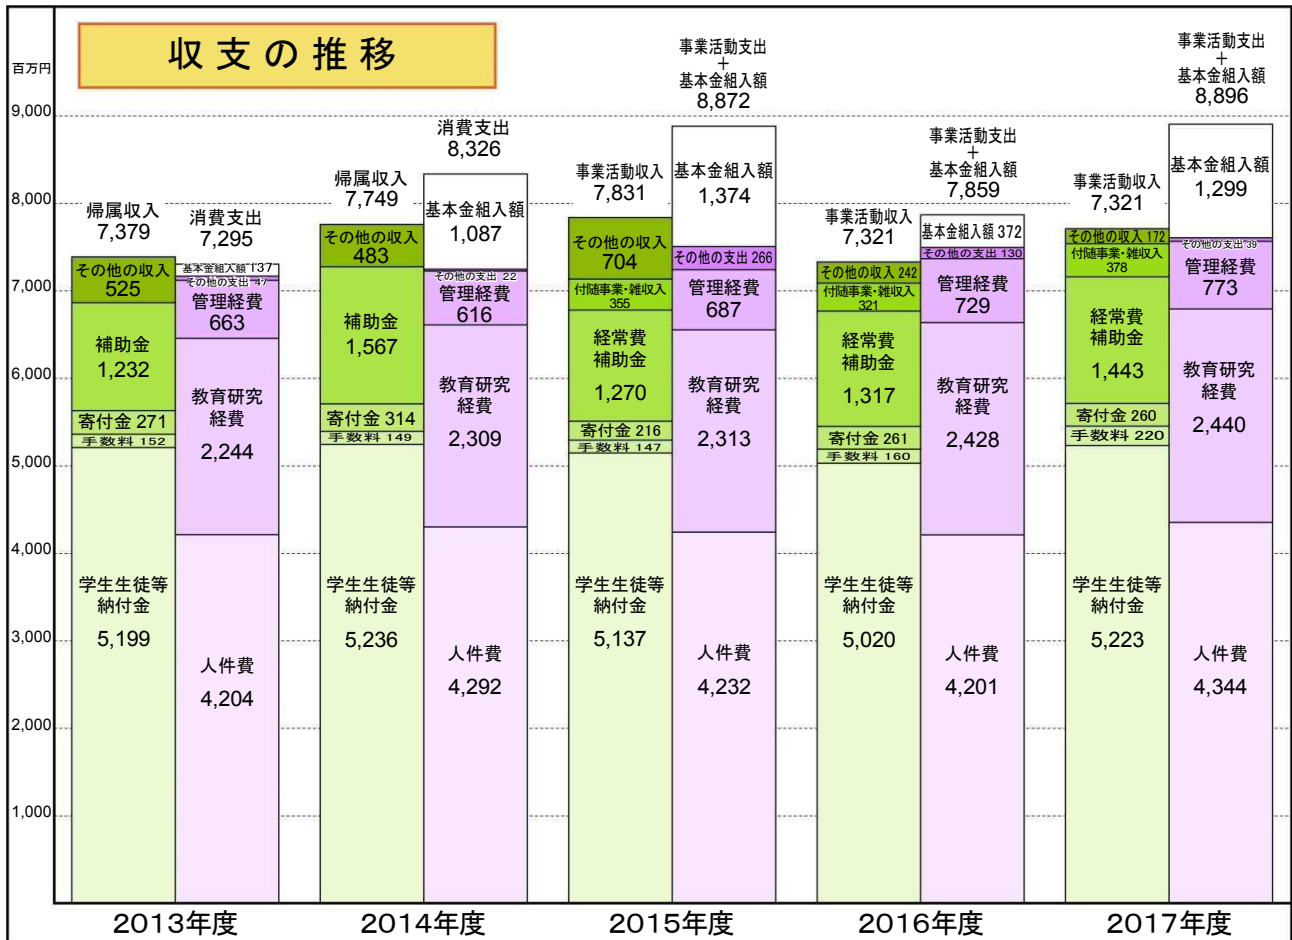 収支の推移
百万円
9,000
8,000
7,000
6,000
5,000
4,000
3,000
2,000
1,000
帰属収入
7,379
その他の収入
525
補助金
1,232
寄付金 271
手数料 152
学生生徒等
納付金
5,199
消費支出
7,295
基本金組入額 137
その他の支出 47
管理経費
663
教育研究
経費
2,244
人件費
4,204
2013年度
帰属収入
7,749
その他の収入
483
補助金
1,567
寄付金 314
手数料 149
学生生徒等
納付金
5,236
消費支出
8,326
基本金組入額
1,087
その他の支出 22
管理経費
616
教育研究
経費
2,309
人件費
4,292
2014年度
事業活動収入
7,831
その他の収入
704
付随事業・雑収入
355
経常費
補助金
1,270
寄付金 216
手数料 147
学生生徒等
納付金
5,137
事業活動支出
+
基本金組入額
8,872
基本金組入額
1,374
その他の支出 266
管理経費
687
教育研究
経費
2,313
人件費
4,232
2015年度
事業活動収入
7,321
その他の収入 242
付随事業・雑収入
321
経常費
補助金
1,317
寄付金 261
手数料 160
学生生徒等
納付金
5,020
事業活動支出
+
基本金組入額
7,859
基本金組入額 372
その他の支出 130
管理経費
729
教育研究
経費
2,428
人件費
4,201
2016年度
事業活動収入
7,321
その他の収入 172
付随事業・雑収入
378
経常費
補助金
1,443
寄付金 260
手数料 220
学生生徒等
納付金
5,223
事業活動支出
+
基本金組入額
8,896
基本金組入額
1,299
その他の支出 39
管理経費
773
教育研究
経費
2,440
人件費
4,344
2017年度